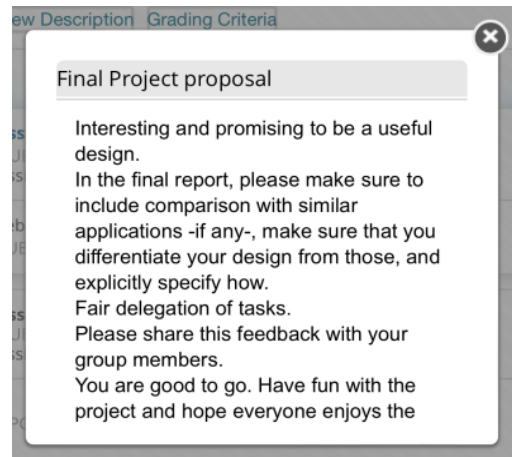 Description Grading Criteria
Final Project proposal
Interesting and promising to be a useful
design.
In the final report, please make sure to
include comparison with similar
applications -if any-, make sure that you
differentiate your design from those, and
explicitly specify how.
Fair delegation of tasks.
Please share this feedback with your
group members.
You are good to go. Have fun with the
project and hope everyone enjoys the